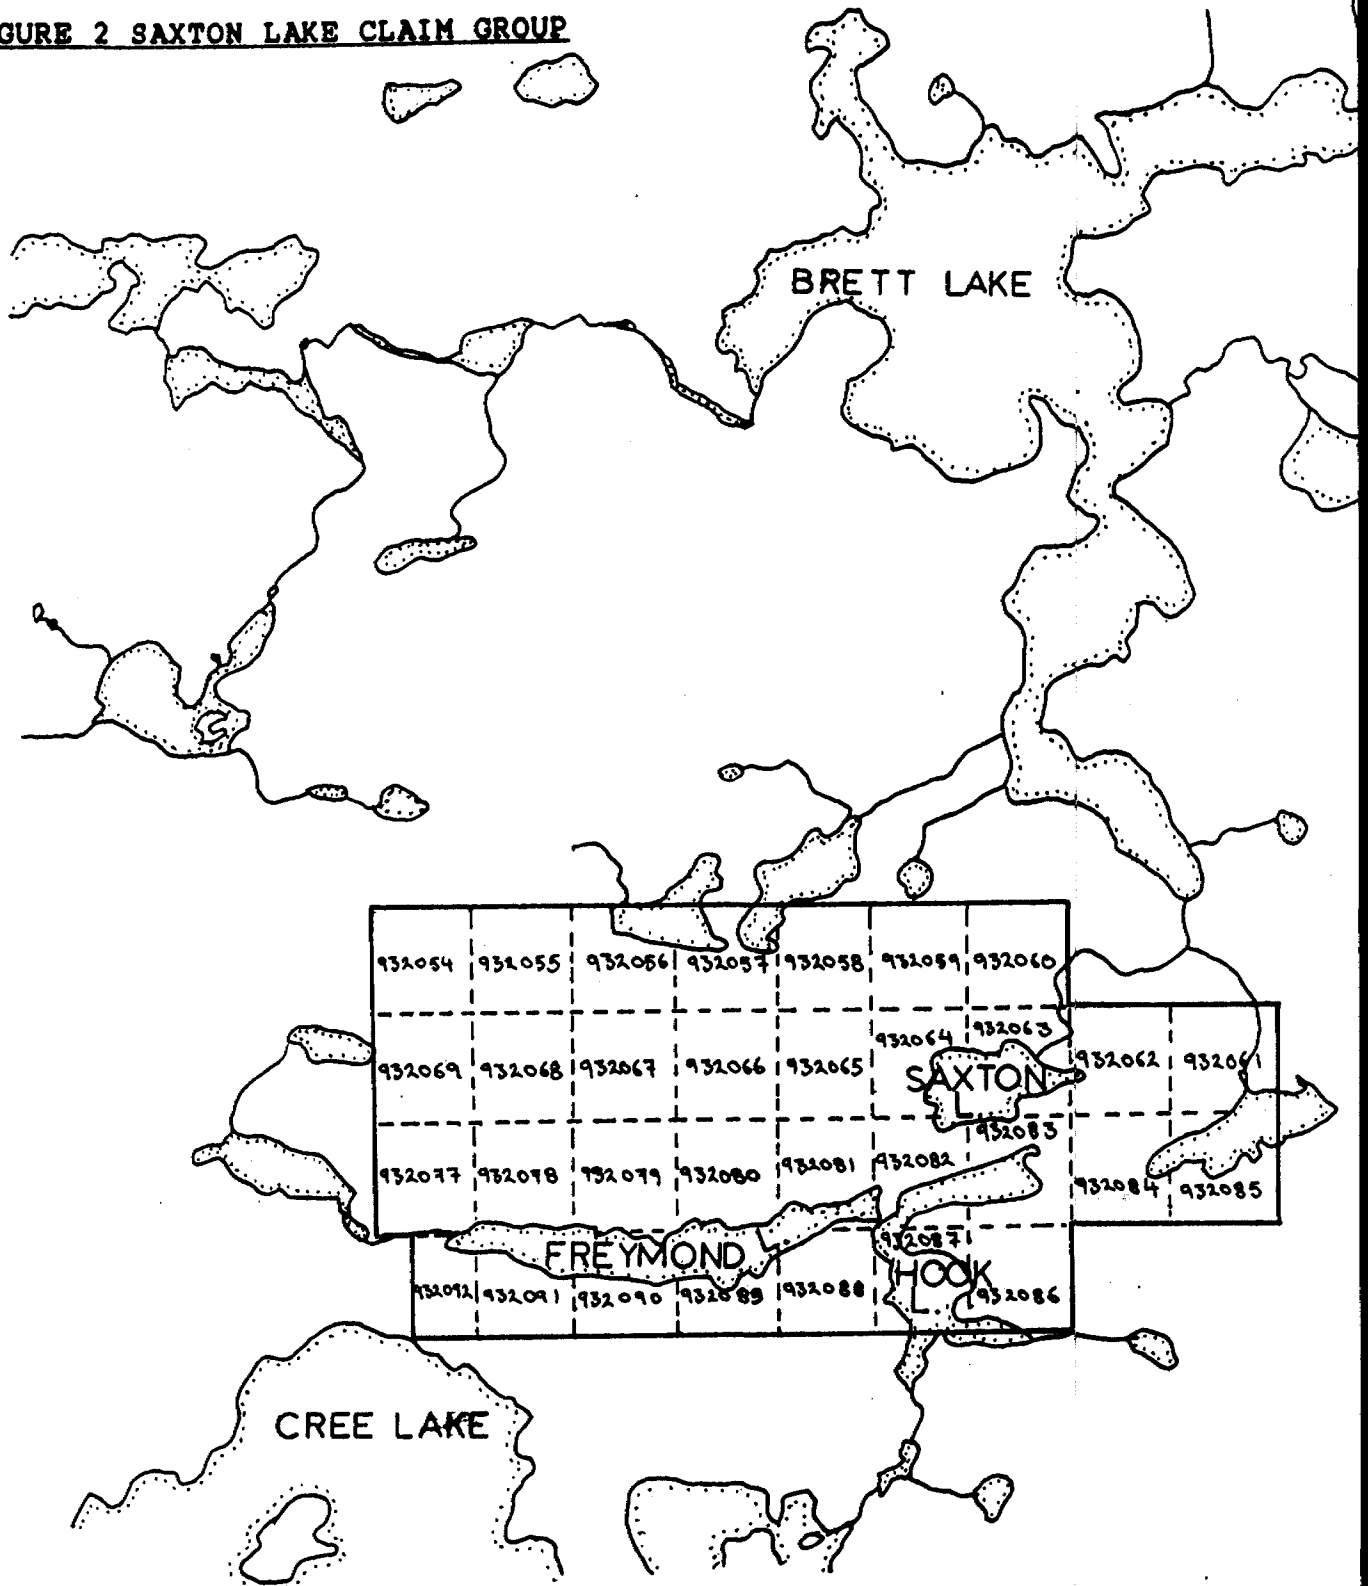 GURE 2 SAXTON LAKE CLAIM GROUP
BRETT LAKE
932054 932055 932056 932057 932058 932059 932060
932063
932064
932069 932068 932067 932066 932065 932062 932061
SAXTON
L.
932083
932077 932078 932079 932080 932081 932082 932084 932085
932087
FREYMOND L.
HOOK
L.
932092 932091 932090 932089 932088 932086
CREE LAKE